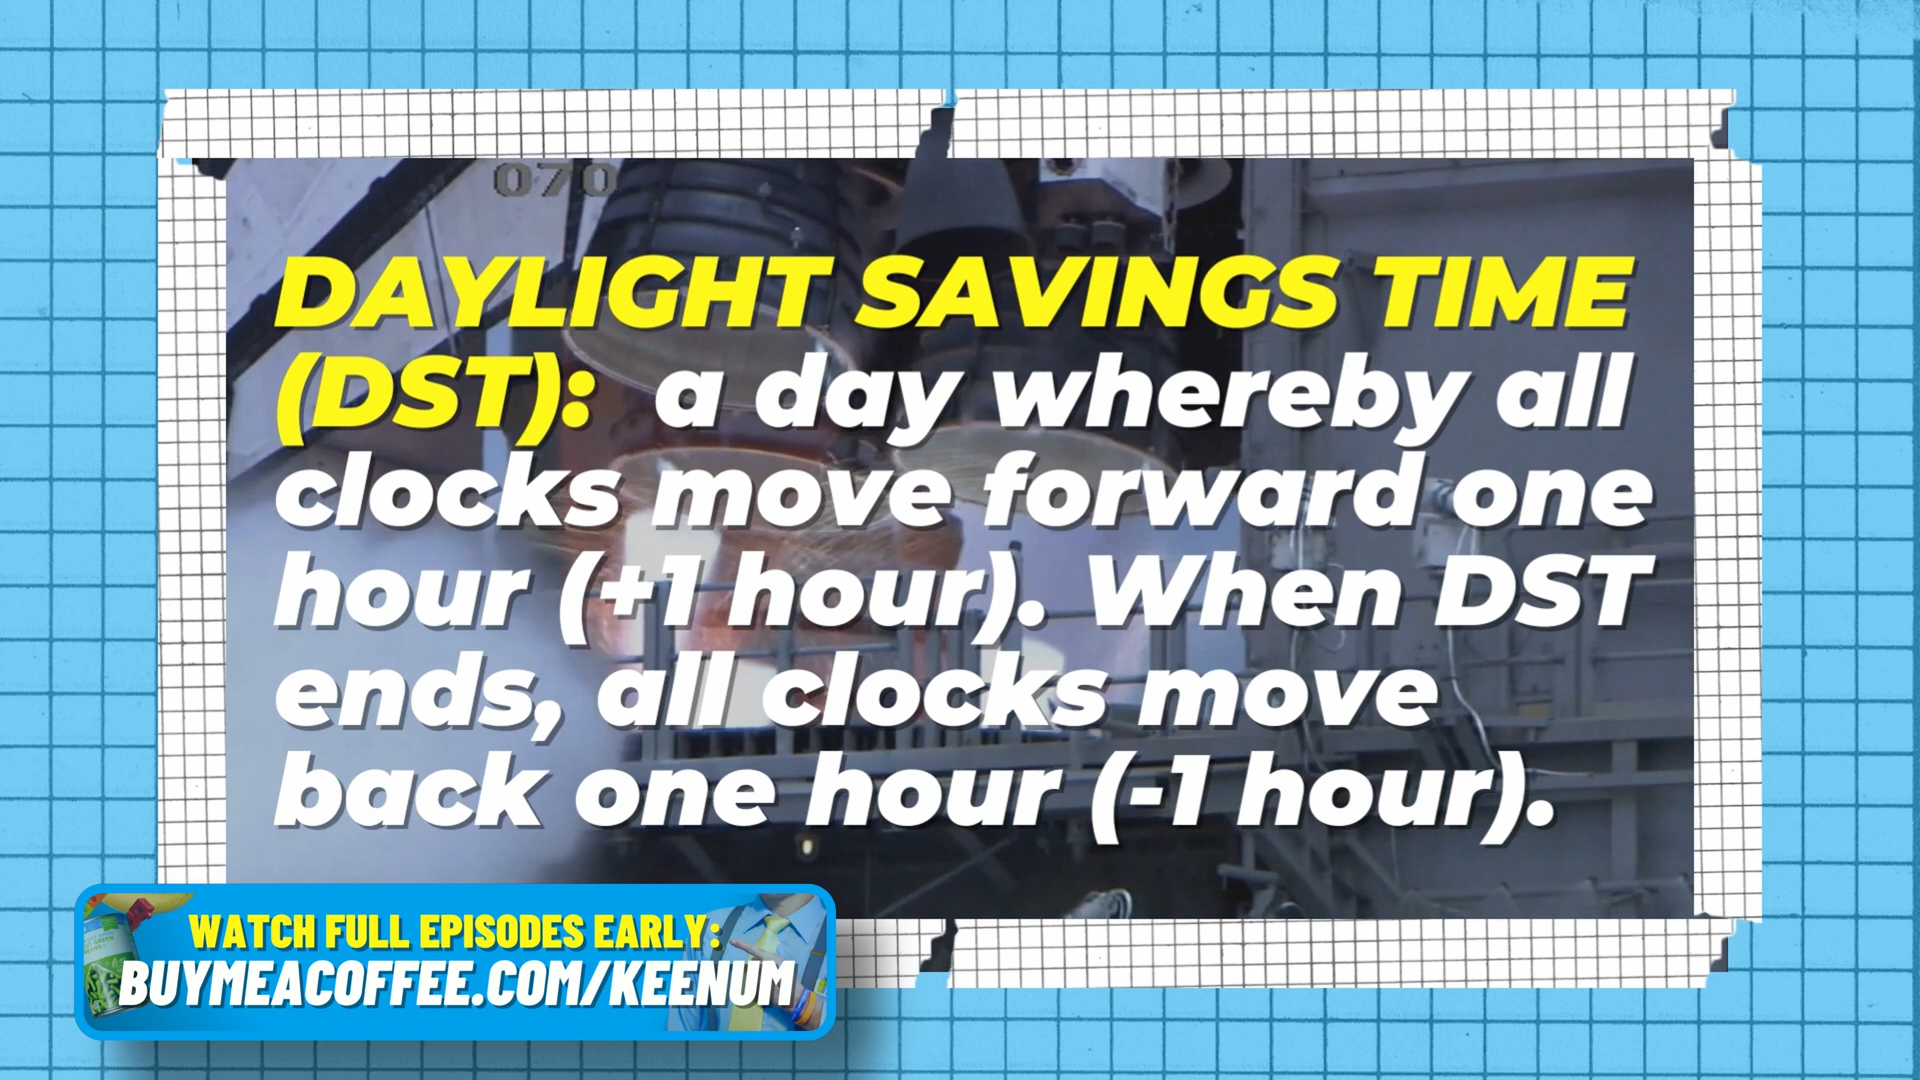 070
DAYLIGHT SAVINGS TIME
(DST): a day whereby all
clocks move forward one
hour (+1 hour). When DST
ends, all clocks move
back one hour (-1 hour).
WATCH FULL EPISODES EARLY:
BUYMEACOFFEE.COM/KEENUM